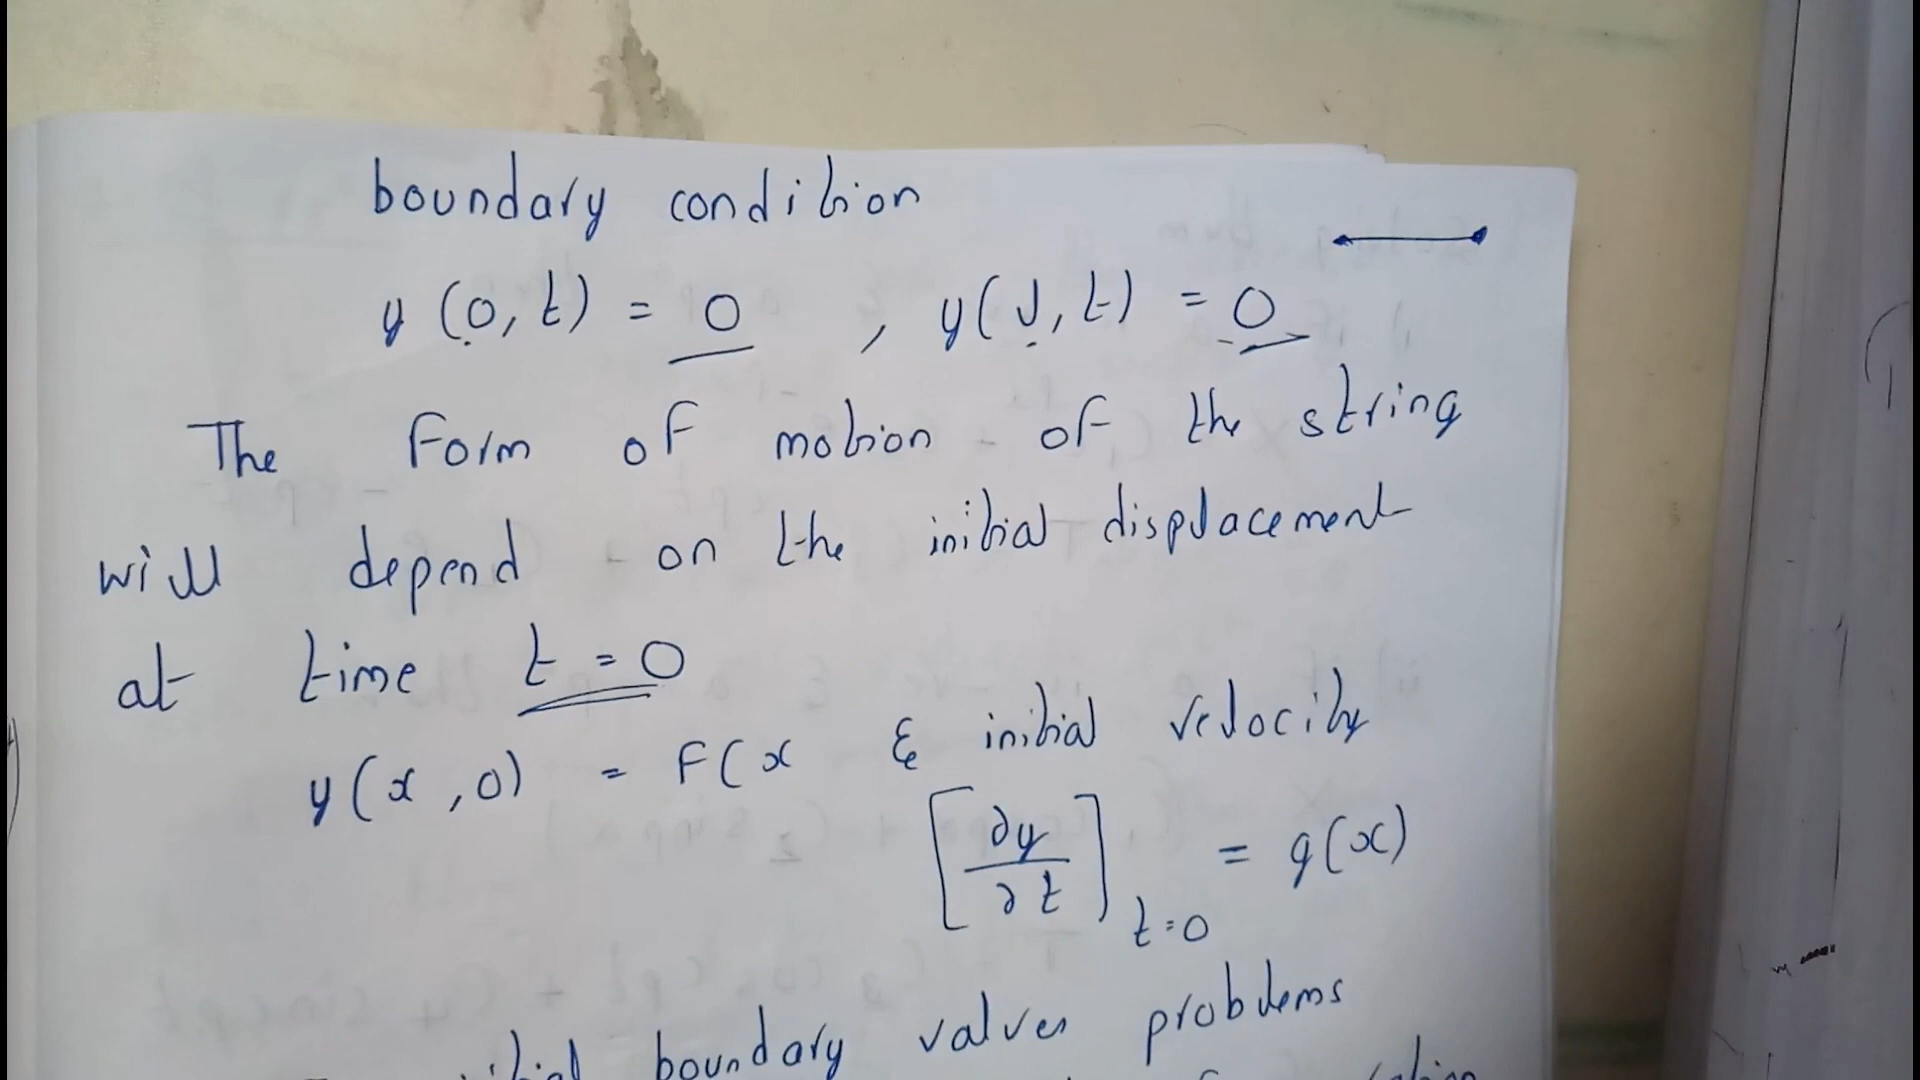 boundary condition
y (0, t) = 0 , y(l, t) = 0
The form of motion of the string
will depend on the initial displacement
at time t = 0
y(x, 0) = F(x & initial velocity
[∂y/∂t] t=0 = g(x)
boundary values problems